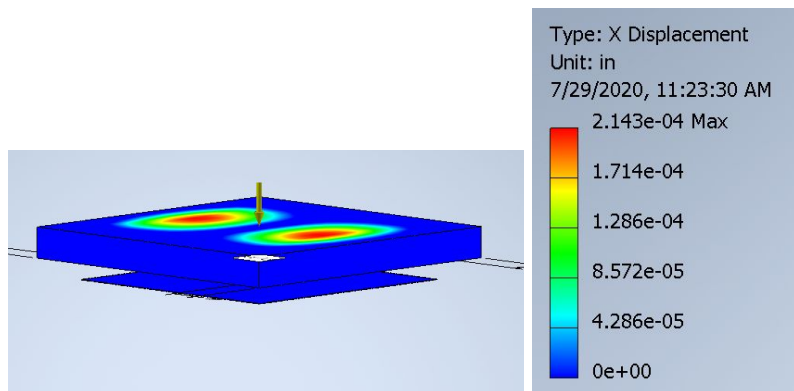 Type: X Displacement
Unit: in
7/29/2020, 11:23:30 AM
2.143e-04 Max
1.714e-04
1.286e-04
8.572e-05
4.286e-05
0e+00